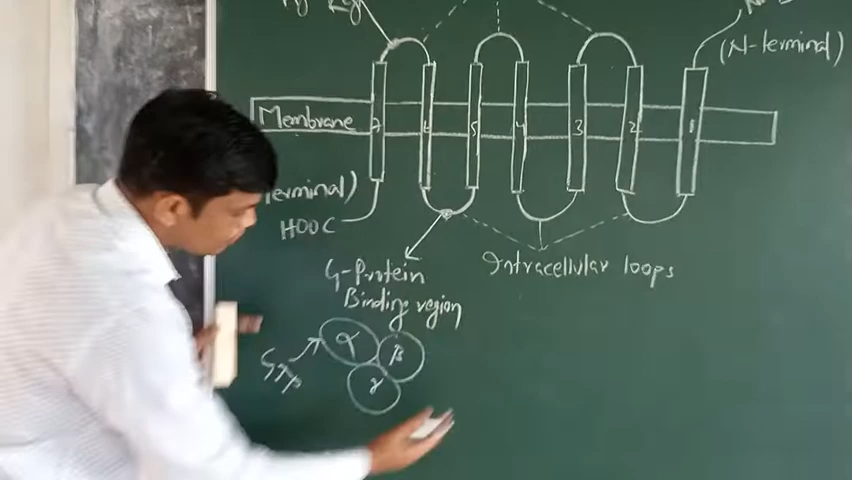 (N-terminal)
Membrane
7 6 5 4 3 2 1
terminal)
HOOC
Intracellular loops
G-Protein
Binding region
α β
γ